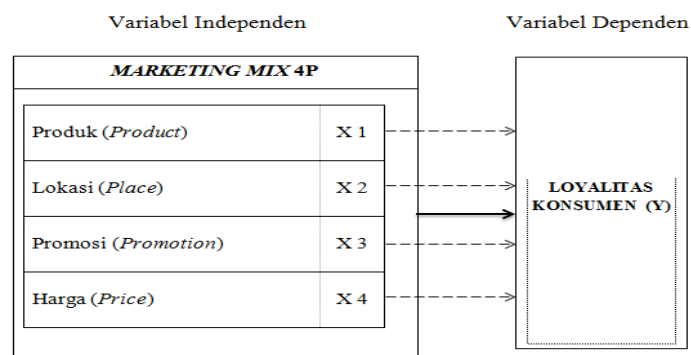 Variabel Independen
Variabel Dependen
MARKETING MIX 4P
Produk (Product) X 1
Lokasi (Place) X 2
Promosi (Promotion) X 3
Harga (Price) X 4
LOYALITAS
KONSUMEN (Y)